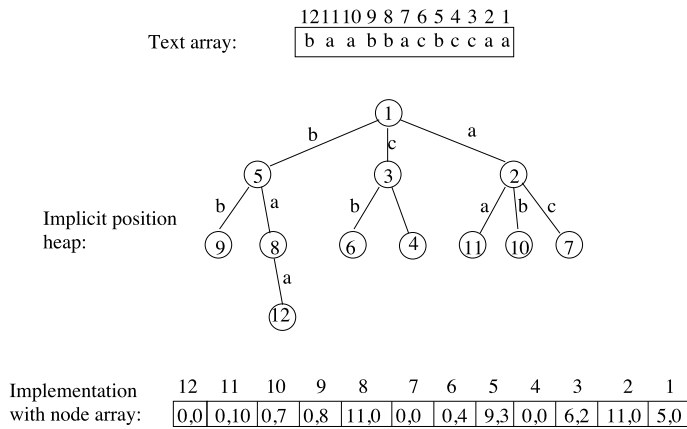 12 11 10 9 8 7 6 5 4 3 2 1
Text array: b a a b b a c b c c a a
1
b c a
5 3 2
b a b a b c
Implicit position
heap:
9 8 6 4 11 10 7
a
12
Implementation 12 11 10 9 8 7 6 5 4 3 2 1
with node array: 0,0 0,10 0,7 0,8 11,0 0,0 0,4 9,3 0,0 6,2 11,0 5,0